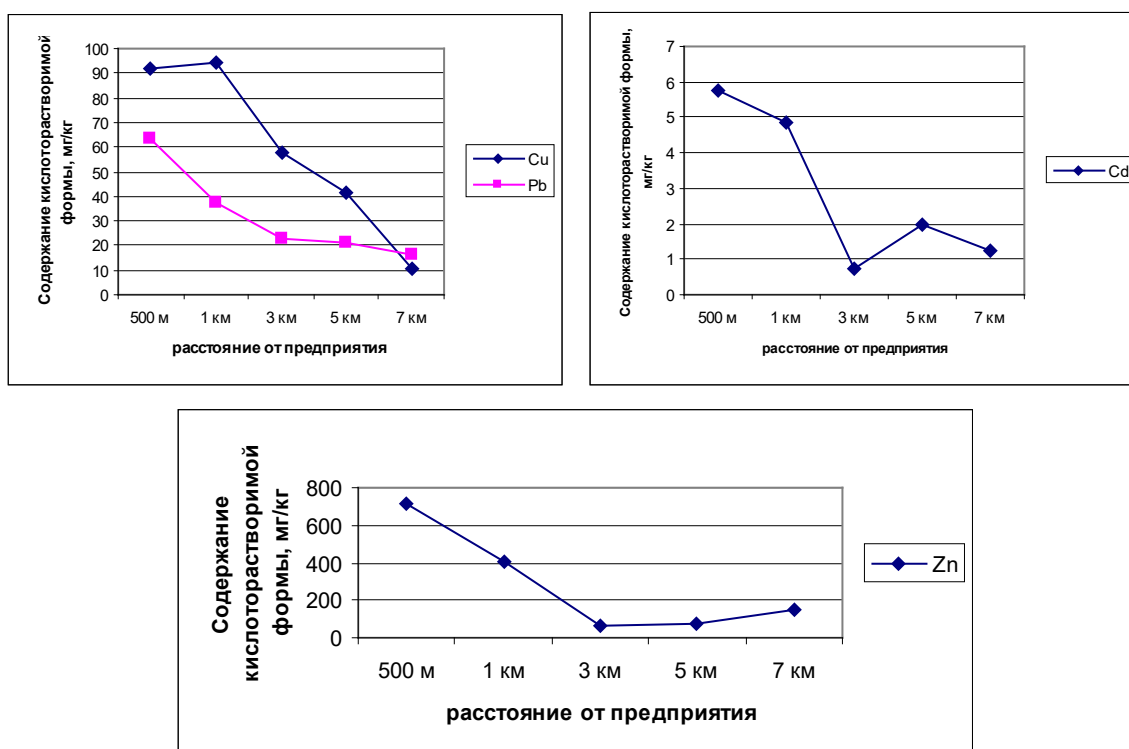 Содержание кислоторастворимой
формы, мг/кг
100
90
80
70
60
50
40
30
20
10
0
500 м 1 км 3 км 5 км 7 км
расстояние от предприятия
Cu
Pb
Содержание кислоторастворимой формы,
мг/кг
7
6
5
4
3
2
1
0
500 м 1 км 3 км 5 км 7 км
расстояние от предприятия
Cd
Содержание
кислоторастворимой
формы, мг/кг
800
600
400
200
0
500 м 1 км 3 км 5 км 7 км
расстояние от предприятия
Zn